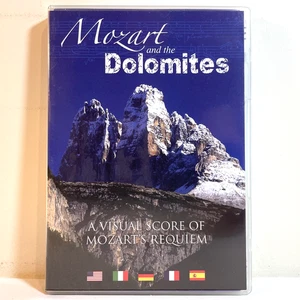 Mozart
and the
Dolomites
A VISUAL SCORE OF
MOZART'S REQUIEM